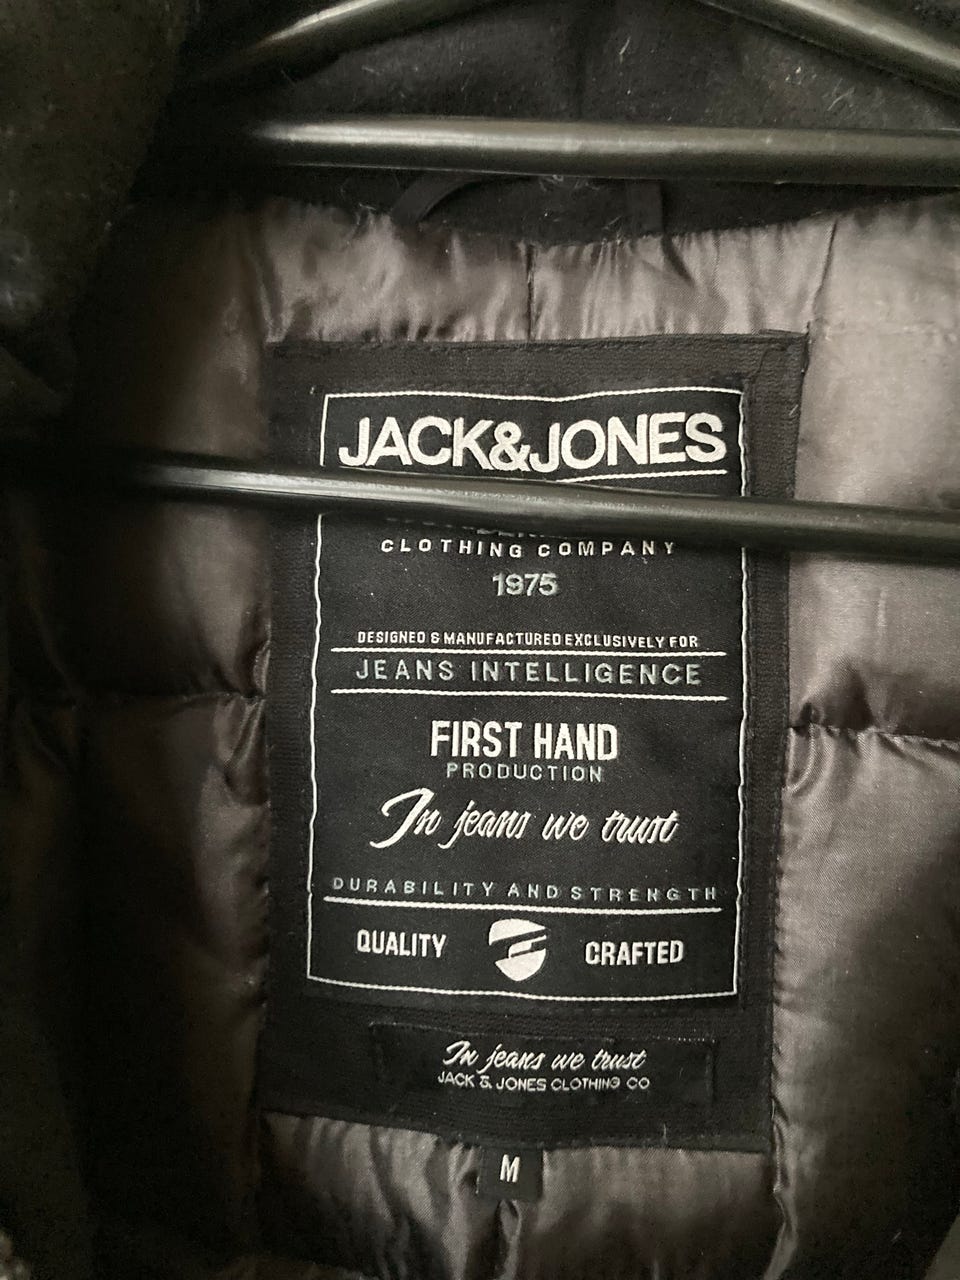 JACK&JONES
CLOTHING COMPANY
1975
DESIGNED & MANUFACTURED EXCLUSIVELY FOR
JEANS INTELLIGENCE
FIRST HAND
PRODUCTION
In jeans we trust
DURABILITY AND STRENGTH
QUALITY CRAFTED
In jeans we trust
JACK & JONES CLOTHING CO
M